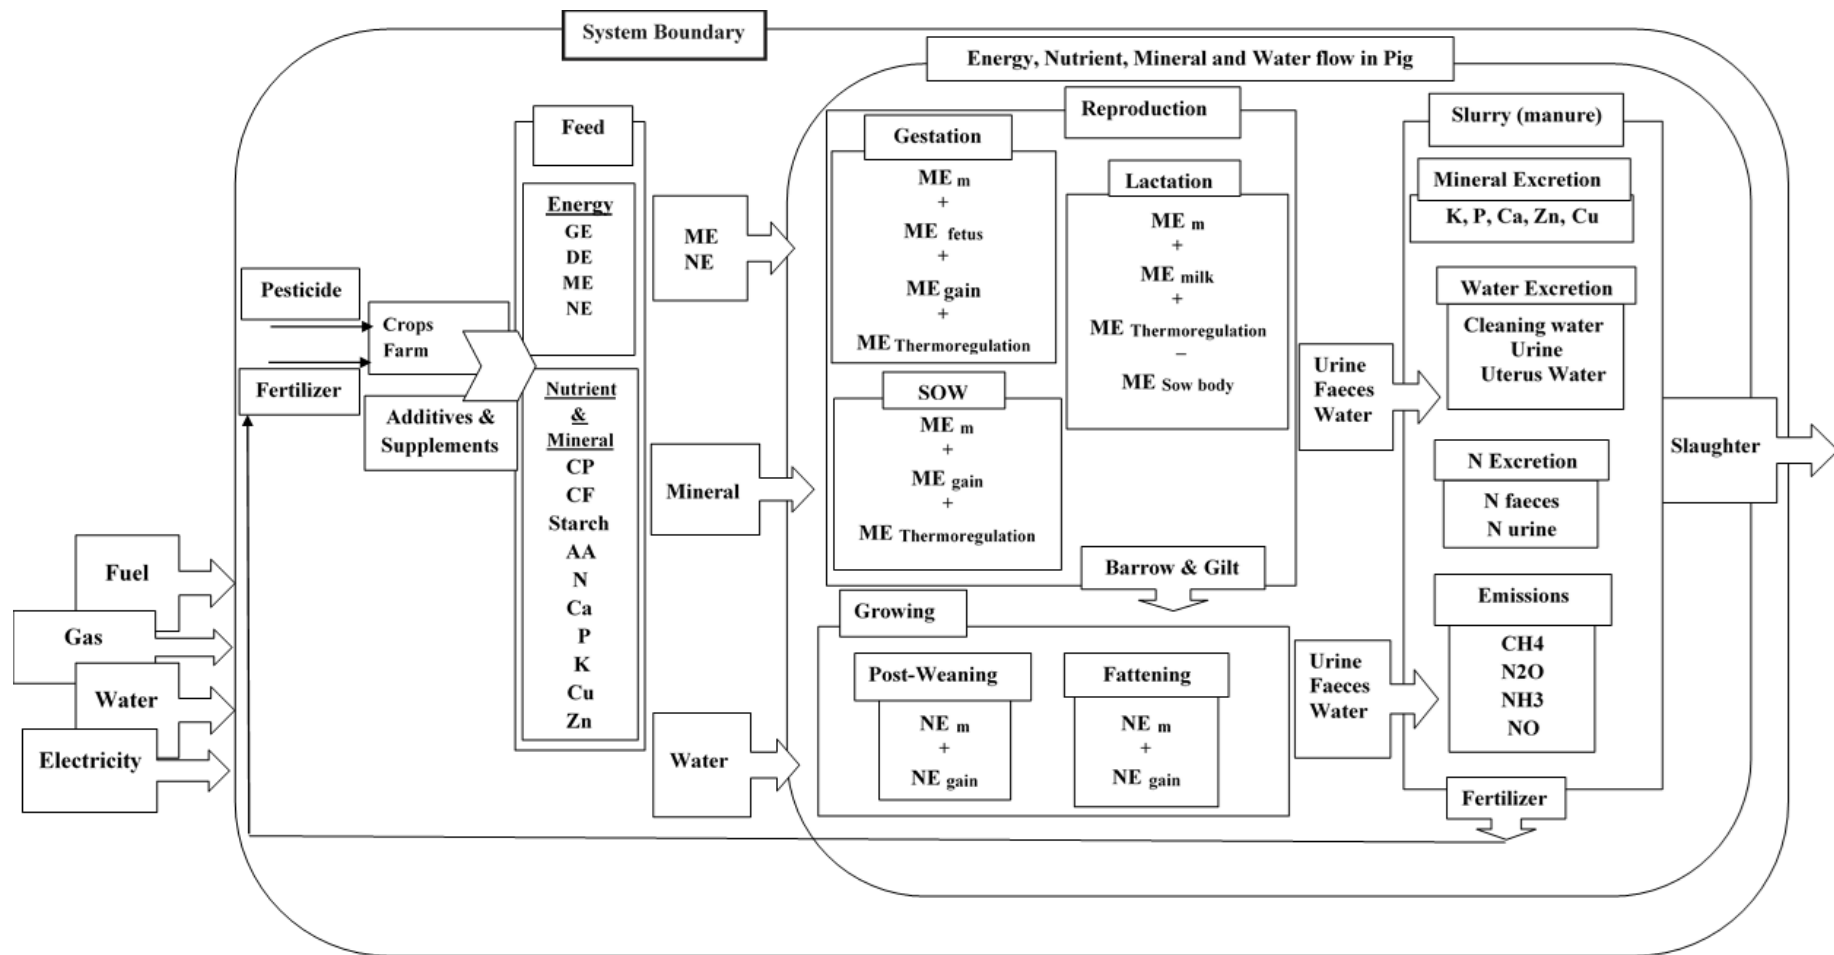 System Boundary
Energy, Nutrient, Mineral and Water flow in Pig
Fuel
Gas
Water
Electricity
Pesticide
Fertilizer
Crops
Farm
Additives &
Supplements
Feed
Energy
GE
DE
ME
NE
Nutrient
&
Mineral
CP
CF
Starch
AA
N
Ca
P
K
Cu
Zn
ME
NE
Mineral
Water
Reproduction
Gestation
ME m
+
ME fetus
+
ME gain
+
ME Thermoregulation
Lactation
ME m
+
ME milk
+
ME Thermoregulation
–
ME Sow body
SOW
ME m
+
ME gain
+
ME Thermoregulation
Barrow & Gilt
Growing
Post-Weaning
NE m
+
NE gain
Fattening
NE m
+
NE gain
Urine
Faeces
Water
Urine
Faeces
Water
Slurry (manure)
Mineral Excretion
K, P, Ca, Zn, Cu
Water Excretion
Cleaning water
Urine
Uterus Water
N Excretion
N faeces
N urine
Emissions
CH4
N2O
NH3
NO
Fertilizer
Slaughter